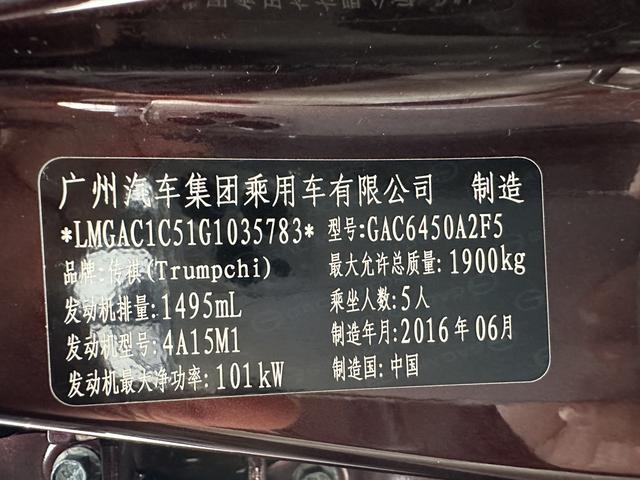 广州汽车集团乘用车有限公司 制造
*LMGAC1C51G1035783* 型号:GAC6450A2F5
品牌:传祺(Trumpchi) 最大允许总质量:1900kg
发动机排量:1495mL 乘坐人数:5人
发动机型号:4A15M1 制造年月:2016年06月
发动机最大净功率:101kW 制造国:中国